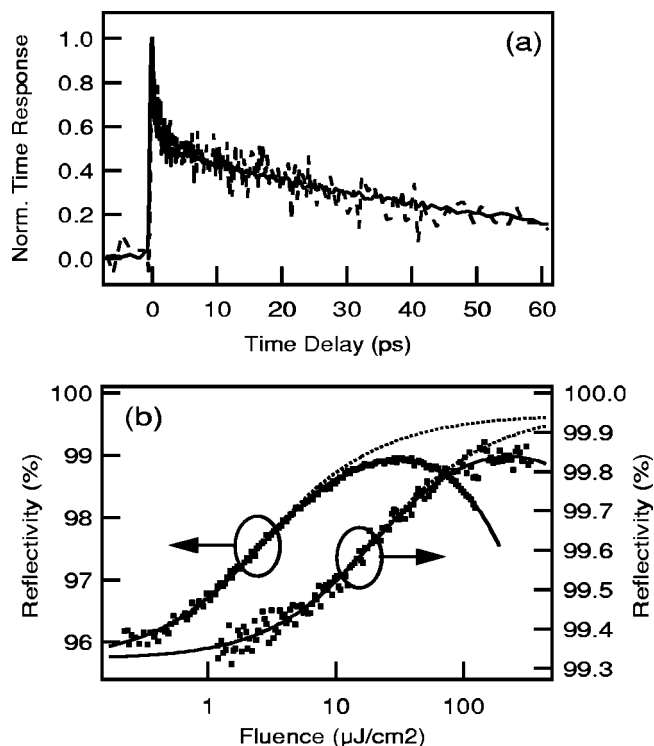 (a)
1.0
0.8
0.6
0.4
0.2
0.0
Norm. Time Response
0 10 20 30 40 50 60
Time Delay (ps)
(b)
100
99
98
97
96
Reflectivity (%)
100.0
99.9
99.8
99.7
99.6
99.5
99.4
99.3
Reflectivity (%)
1 10 100
Fluence (μJ/cm2)